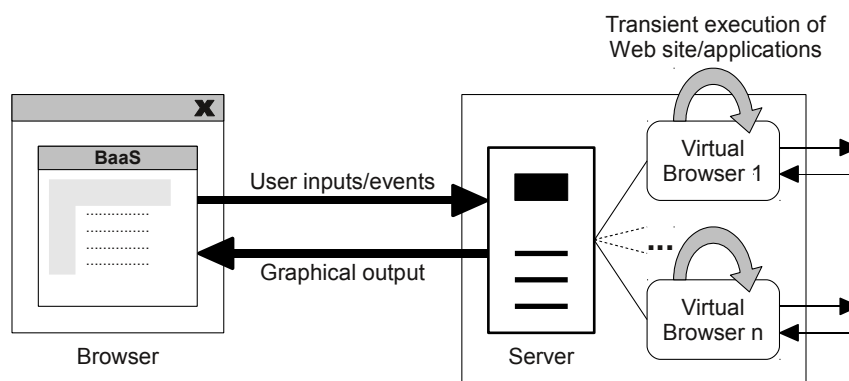 Transient execution of
Web site/applications
X
BaaS
User inputs/events
Graphical output
Browser
Server
Virtual
Browser 1
...
Virtual
Browser n